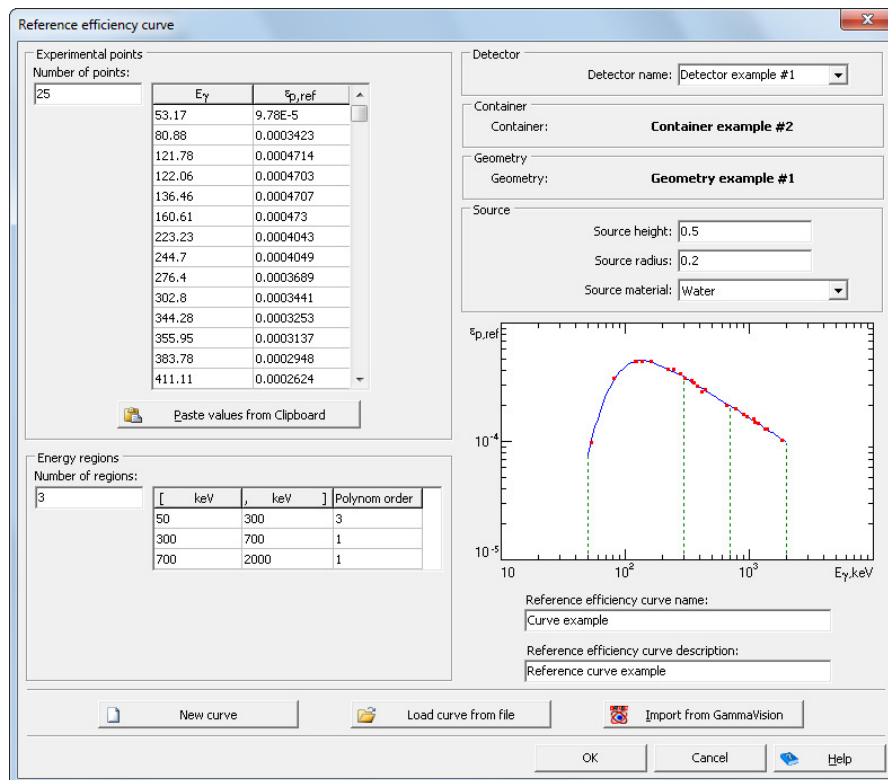 Reference efficiency curve
Experimental points
Number of points:
25
Eγ εp,ref
53.17 9.78E-5
80.88 0.0003423
121.78 0.0004714
122.06 0.0004703
136.46 0.0004707
160.61 0.000473
223.23 0.0004043
244.7 0.0004049
276.4 0.0003689
302.8 0.0003441
344.28 0.0003253
355.95 0.0003137
383.78 0.0002948
411.11 0.0002624
Paste values from Clipboard
Energy regions
Number of regions:
3
[ keV , keV ] Polynom order
50 300 3
300 700 1
700 2000 1
Detector
Detector name: Detector example #1
Container
Container: Container example #2
Geometry
Geometry: Geometry example #1
Source
Source height: 0.5
Source radius: 0.2
Source material: Water
εp,ref
10-4
10-5
10 10² 10³ Eγ,keV
Reference efficiency curve name:
Curve example
Reference efficiency curve description:
Reference curve example
New curve Load curve from file Import from GammaVision
OK Cancel Help